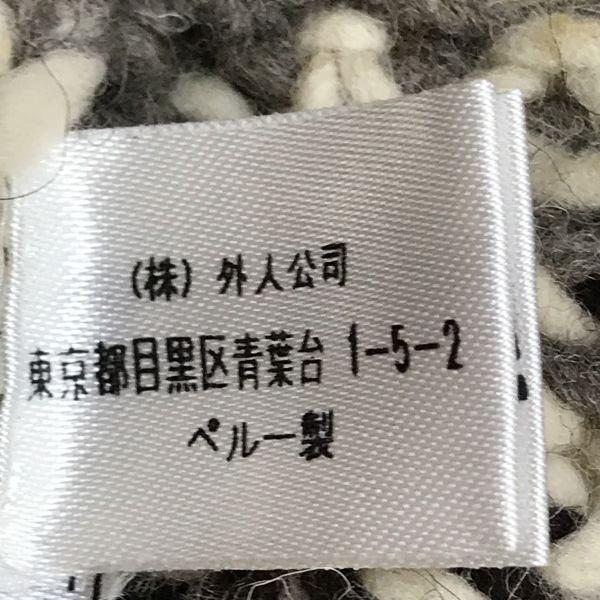 (株) 外人公司
東京都目黒区青葉台 1-5-2
ペルー製